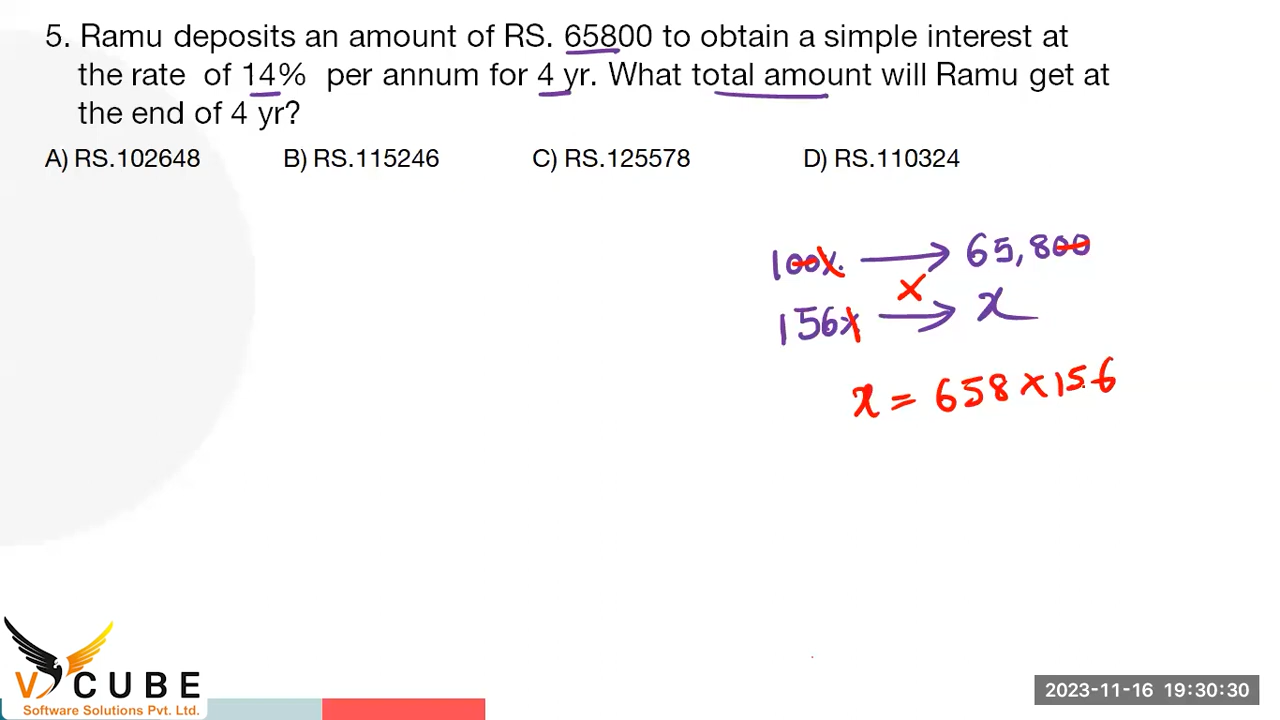 5. Ramu deposits an amount of RS. 65800 to obtain a simple interest at
the rate of 14% per annum for 4 yr. What total amount will Ramu get at
the end of 4 yr?
A) RS.102648 B) RS.115246 C) RS.125578 D) RS.110324
100% → 65,800
156% → x
x
x = 658 × 156
V CUBE
Software Solutions Pvt. Ltd.
2023-11-16 19:30:30